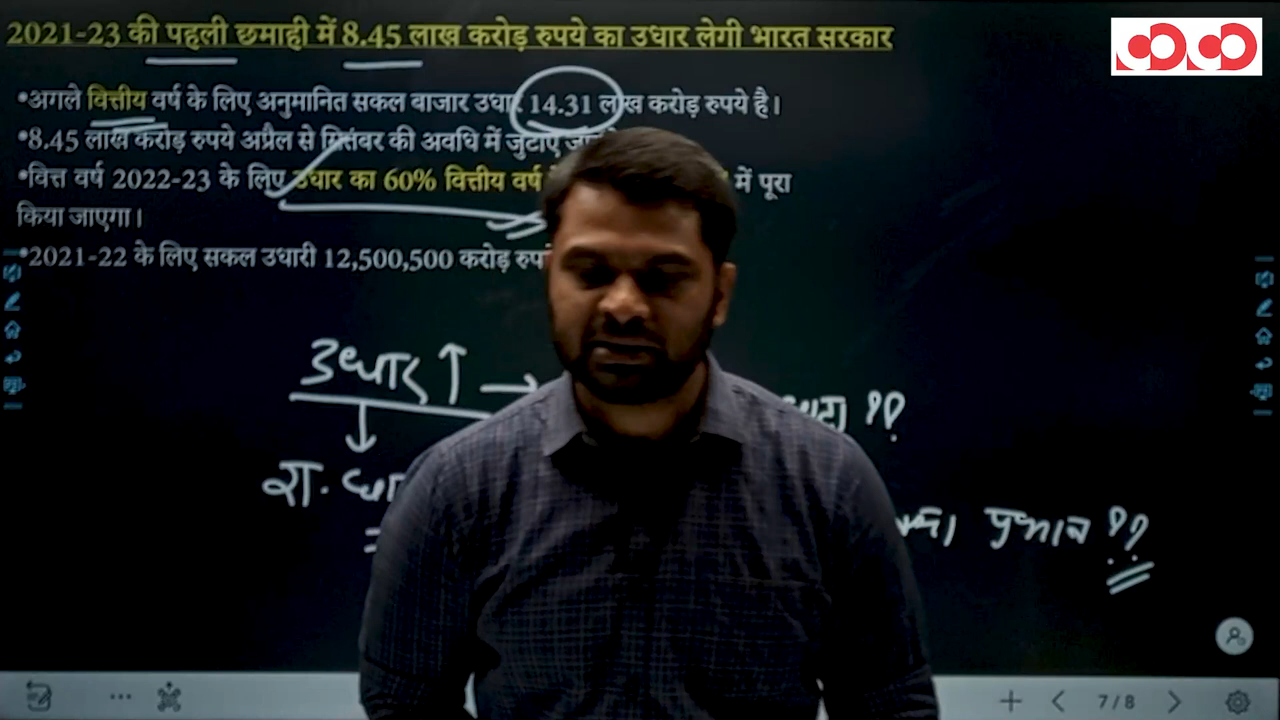 2021-23 की पहली छमाही में 8.45 लाख करोड़ रुपये का उधार लेगी भारत सरकार
•अगले वित्तीय वर्ष के लिए अनुमानित सकल बाजार 14.31 लाख करोड़ रुपये है।
•8.45 लाख करोड़ रुपये अप्रैल से सितंबर की अवधि में जुटाए
•वित्त वर्ष 2022-23 के लिए उधार का 60% वित्तीय वर्ष में पूरा
किया जाएगा।
•2021-22 के लिए सकल उधारी 12,500,500 करोड़
उधार ↑ →
??
रा.
प्रभाव ??
7/8